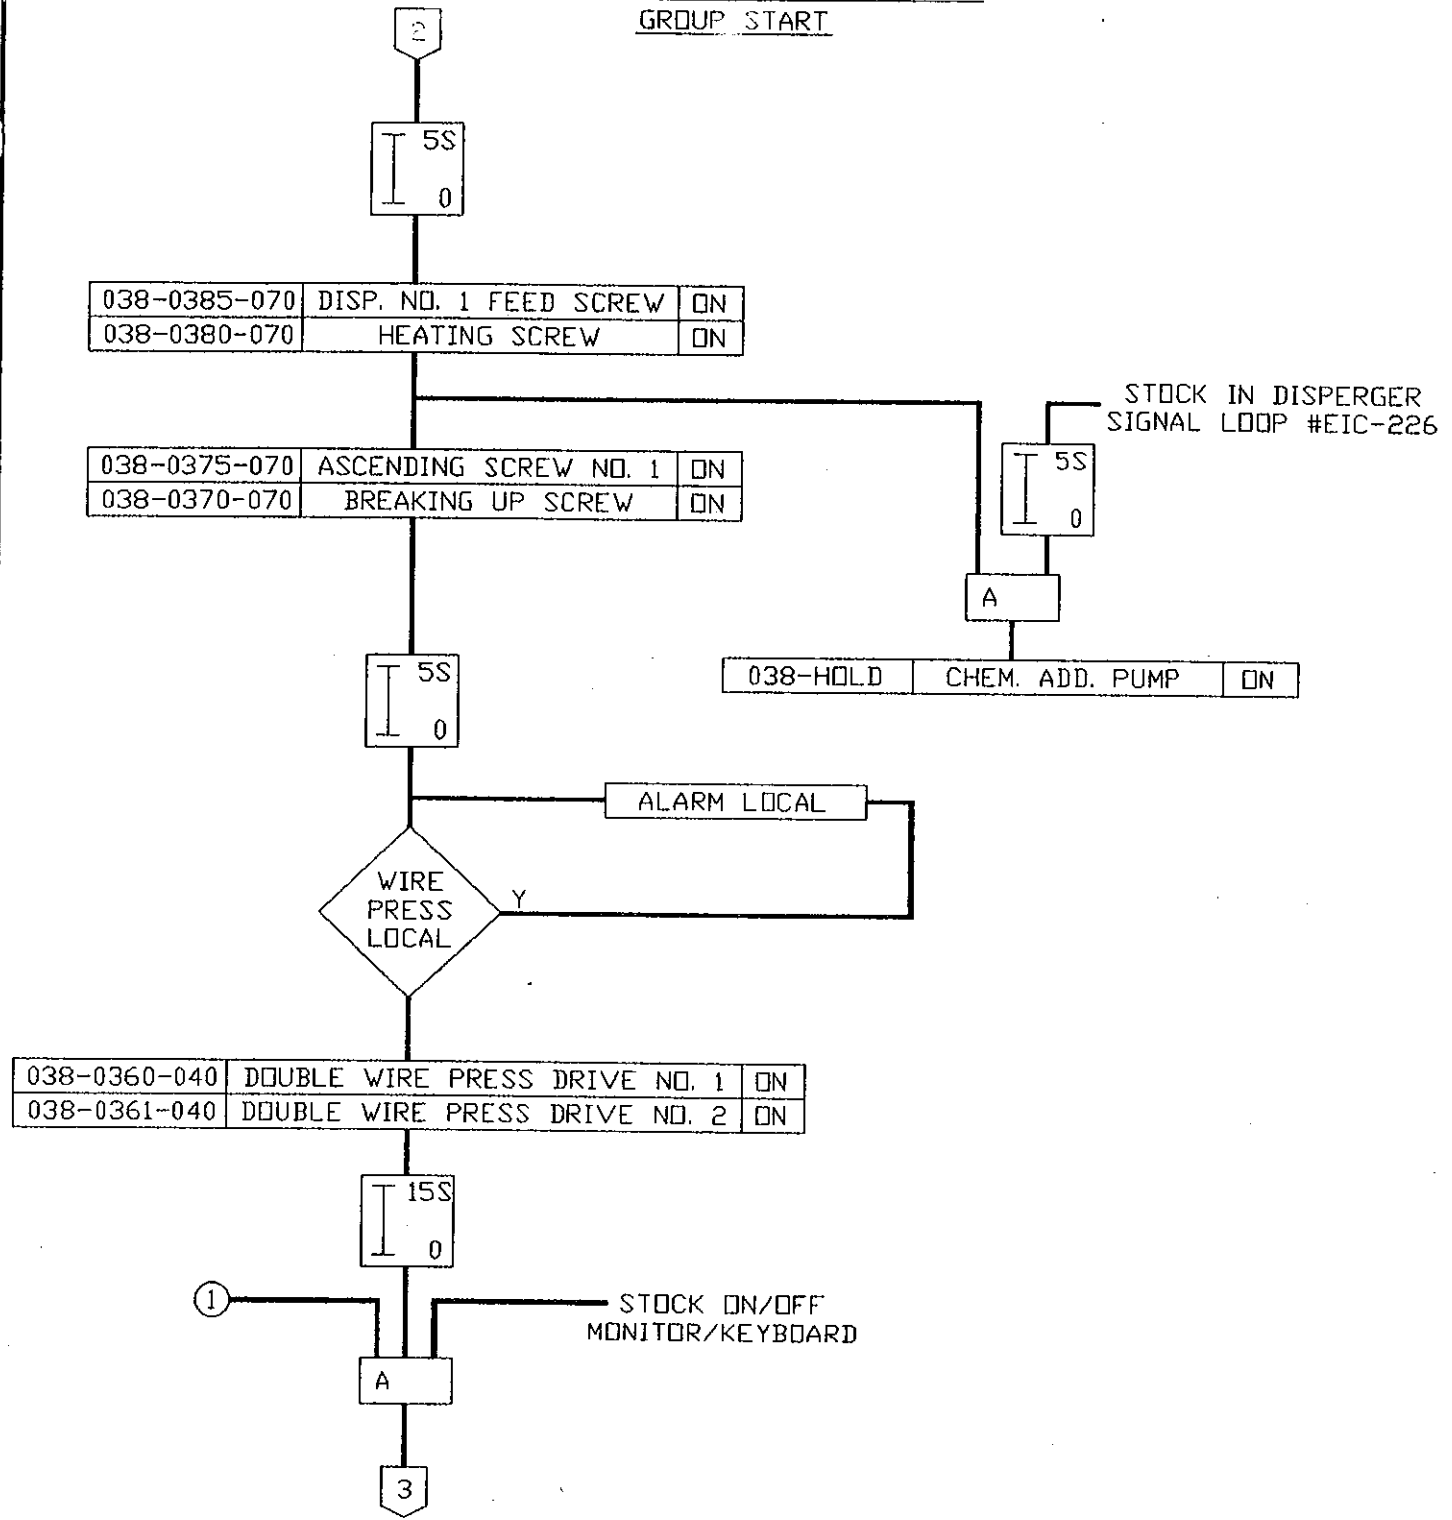 GROUP START
2
5S
0
038-0385-070 DISP. NO. 1 FEED SCREW ON
038-0380-070 HEATING SCREW ON
STOCK IN DISPERGER
SIGNAL LOOP #EIC-226
038-0375-070 ASCENDING SCREW NO. 1 ON
038-0370-070 BREAKING UP SCREW ON
5S
0
A
038-HOLD CHEM. ADD. PUMP ON
5S
0
ALARM LOCAL
WIRE
PRESS
LOCAL
Y
038-0360-040 DOUBLE WIRE PRESS DRIVE NO. 1 ON
038-0361-040 DOUBLE WIRE PRESS DRIVE NO. 2 ON
15S
0
1
STOCK ON/OFF
MONITOR/KEYBOARD
A
3